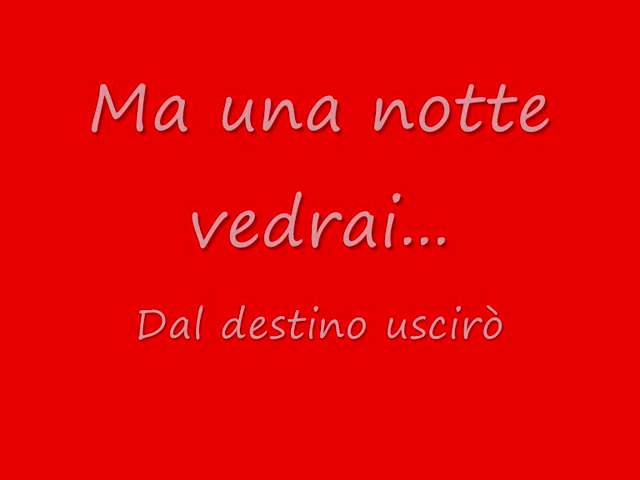 Ma una notte
vedrai...
Dal destino uscirò